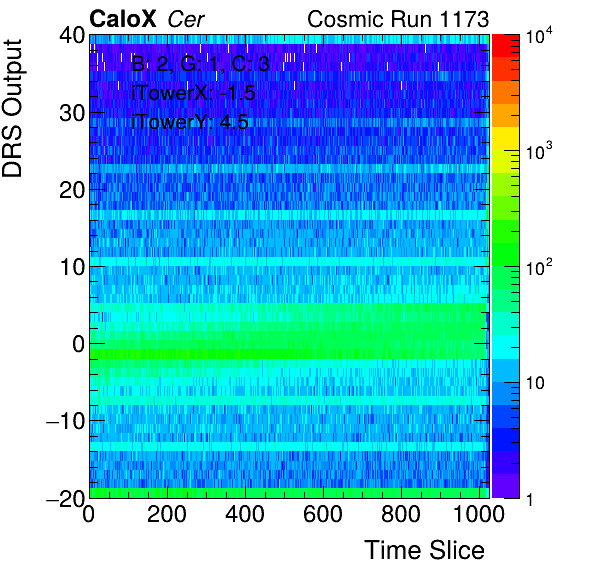 CaloX Cer Cosmic Run 1173
DRS Output
B: 2, G: 1, C: 3
iTowerX: -1.5
iTowerY: 4.5
40
30
20
10
0
−10
−20
0 200 400 600 800 1000
Time Slice
10^4
10^3
10^2
10
1